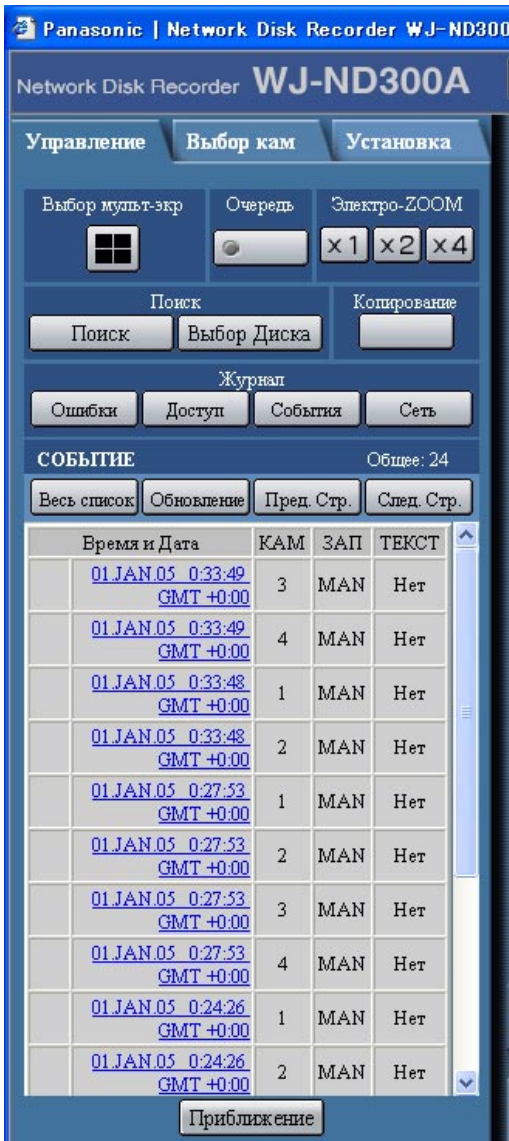 Panasonic | Network Disk Recorder WJ-ND300
Network Disk Recorder WJ-ND300A
Управление Выбор кам Установка
Выбор мульт-экр Очередь Электро-ZOOM
x1 x2 x4
Поиск Копирование
Поиск Выбор Диска
Журнал
Ошибки Доступ События Сеть
СОБЫТИЕ Общее: 24
Весь список Обновление Пред. Стр. След. Стр.
Время и Дата КАМ ЗАП ТЕКСТ
01.JAN.05 0:33:49
GMT +0:00 3 MAN Нет
01.JAN.05 0:33:49
GMT +0:00 4 MAN Нет
01.JAN.05 0:33:48
GMT +0:00 1 MAN Нет
01.JAN.05 0:33:48
GMT +0:00 2 MAN Нет
01.JAN.05 0:27:53
GMT +0:00 1 MAN Нет
01.JAN.05 0:27:53
GMT +0:00 2 MAN Нет
01.JAN.05 0:27:53
GMT +0:00 3 MAN Нет
01.JAN.05 0:27:53
GMT +0:00 4 MAN Нет
01.JAN.05 0:24:26
GMT +0:00 1 MAN Нет
01.JAN.05 0:24:26
GMT +0:00 2 MAN Нет
Приближение